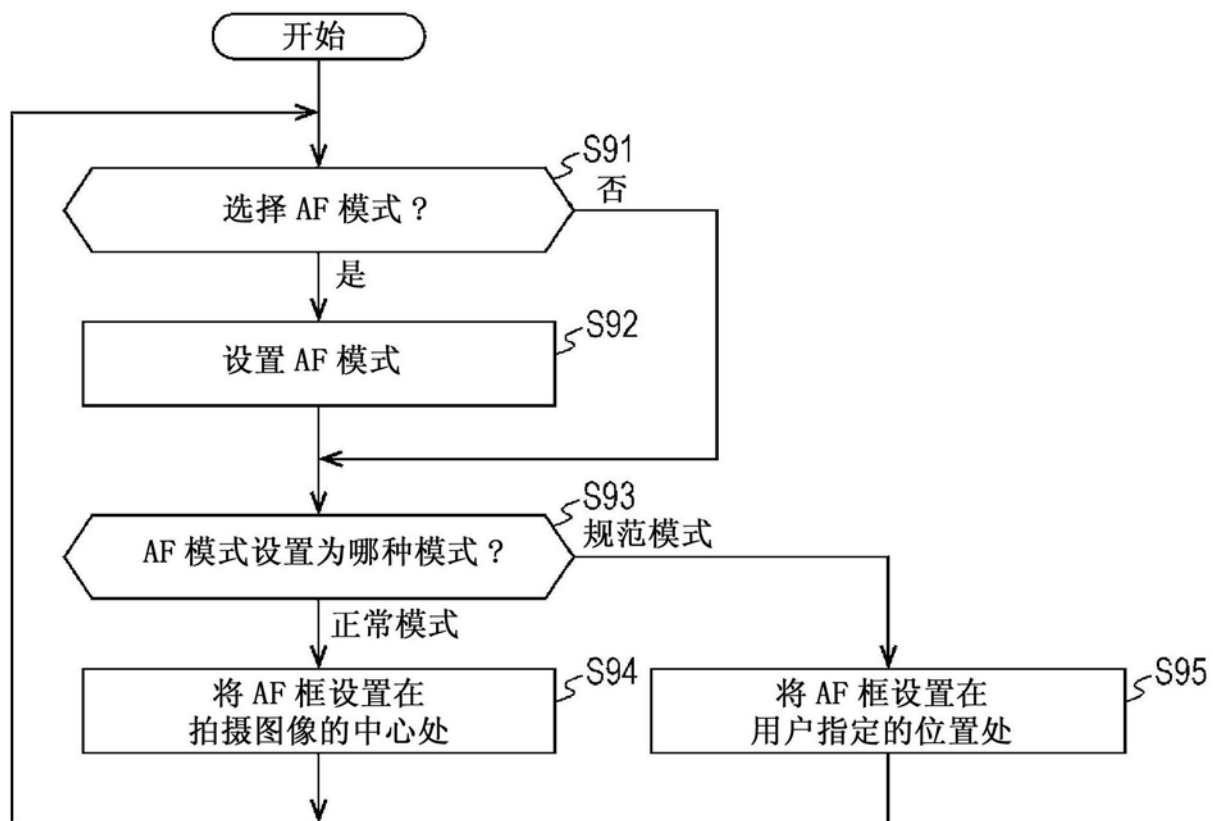 开始
S91
选择 AF 模式？
否
是
S92
设置 AF 模式
S93
AF 模式设置为哪种模式？
规范模式
正常模式
S94
将 AF 框设置在
拍摄图像的中心处
S95
将 AF 框设置在
用户指定的位置处